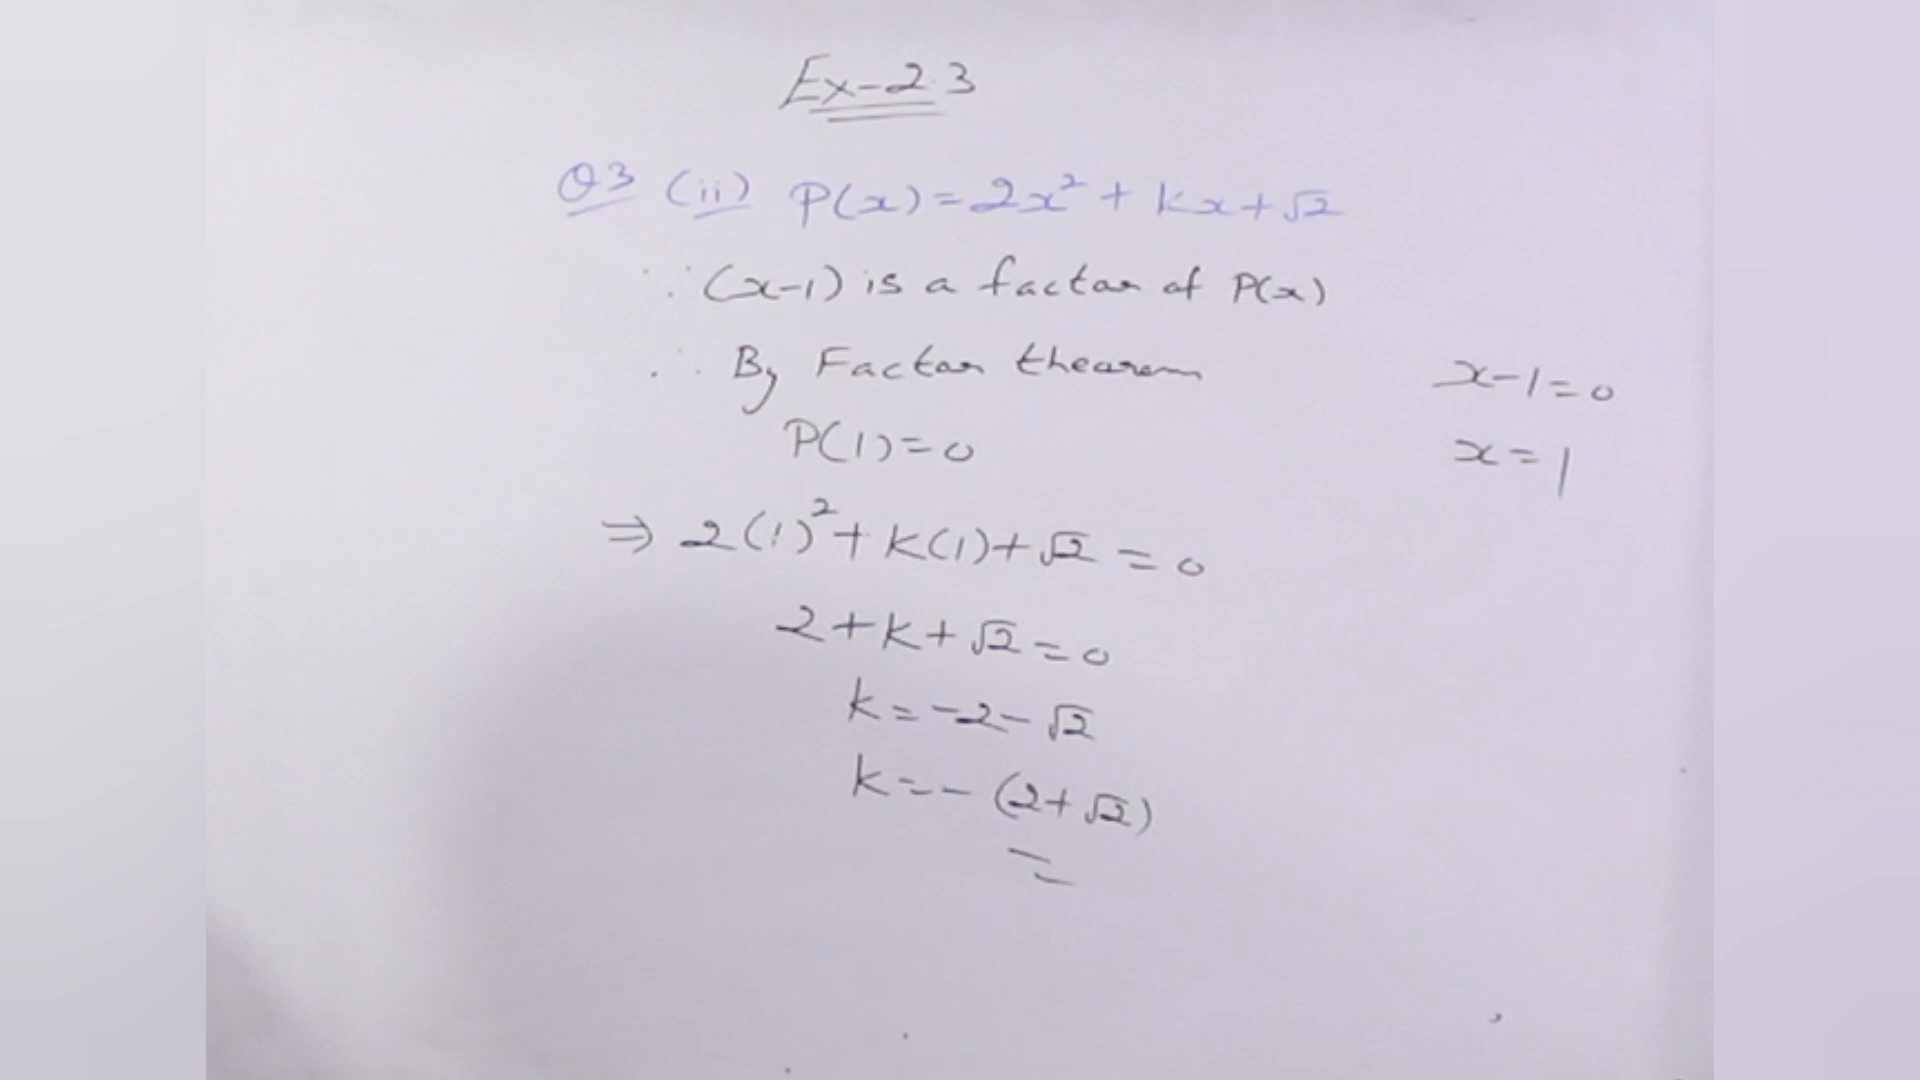 Ex-2.3
Q3 (ii) P(x)=2x²+kx+√2
∵ (x-1) is a factor of P(x)
∴ By Factor theorem
x-1=0
P(1)=0
x=1
⇒ 2(1)²+k(1)+√2=0
2+k+√2=0
k=-2-√2
k=-(2+√2)